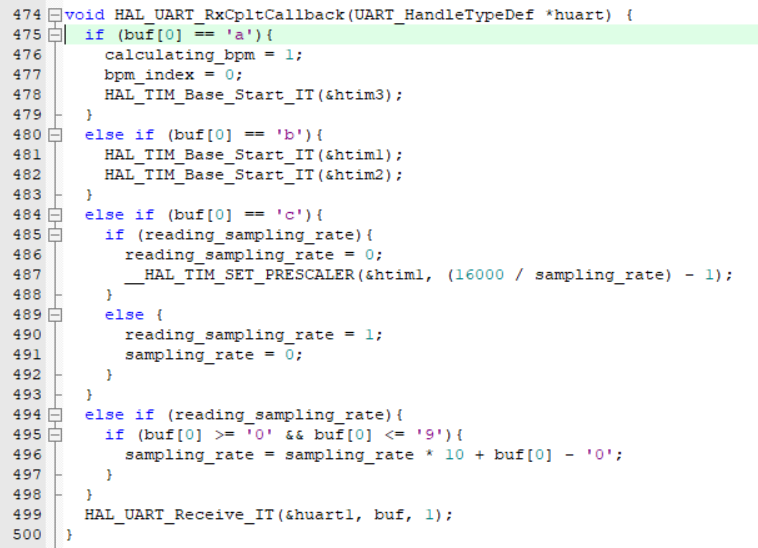 474 void HAL_UART_RxCpltCallback(UART_HandleTypeDef *huart) {
475 if (buf[0] == 'a'){
476 calculating_bpm = 1;
477 bpm_index = 0;
478 HAL_TIM_Base_Start_IT(&htim3);
479 }
480 else if (buf[0] == 'b'){
481 HAL_TIM_Base_Start_IT(&htim1);
482 HAL_TIM_Base_Start_IT(&htim2);
483 }
484 else if (buf[0] == 'c'){
485 if (reading_sampling_rate){
486 reading_sampling_rate = 0;
487 __HAL_TIM_SET_PRESCALER(&htim1, (16000 / sampling_rate) - 1);
488 }
489 else {
490 reading_sampling_rate = 1;
491 sampling_rate = 0;
492 }
493 }
494 else if (reading_sampling_rate){
495 if (buf[0] >= '0' && buf[0] <= '9'){
496 sampling_rate = sampling_rate * 10 + buf[0] - '0';
497 }
498 }
499 HAL_UART_Receive_IT(&huart1, buf, 1);
500 }